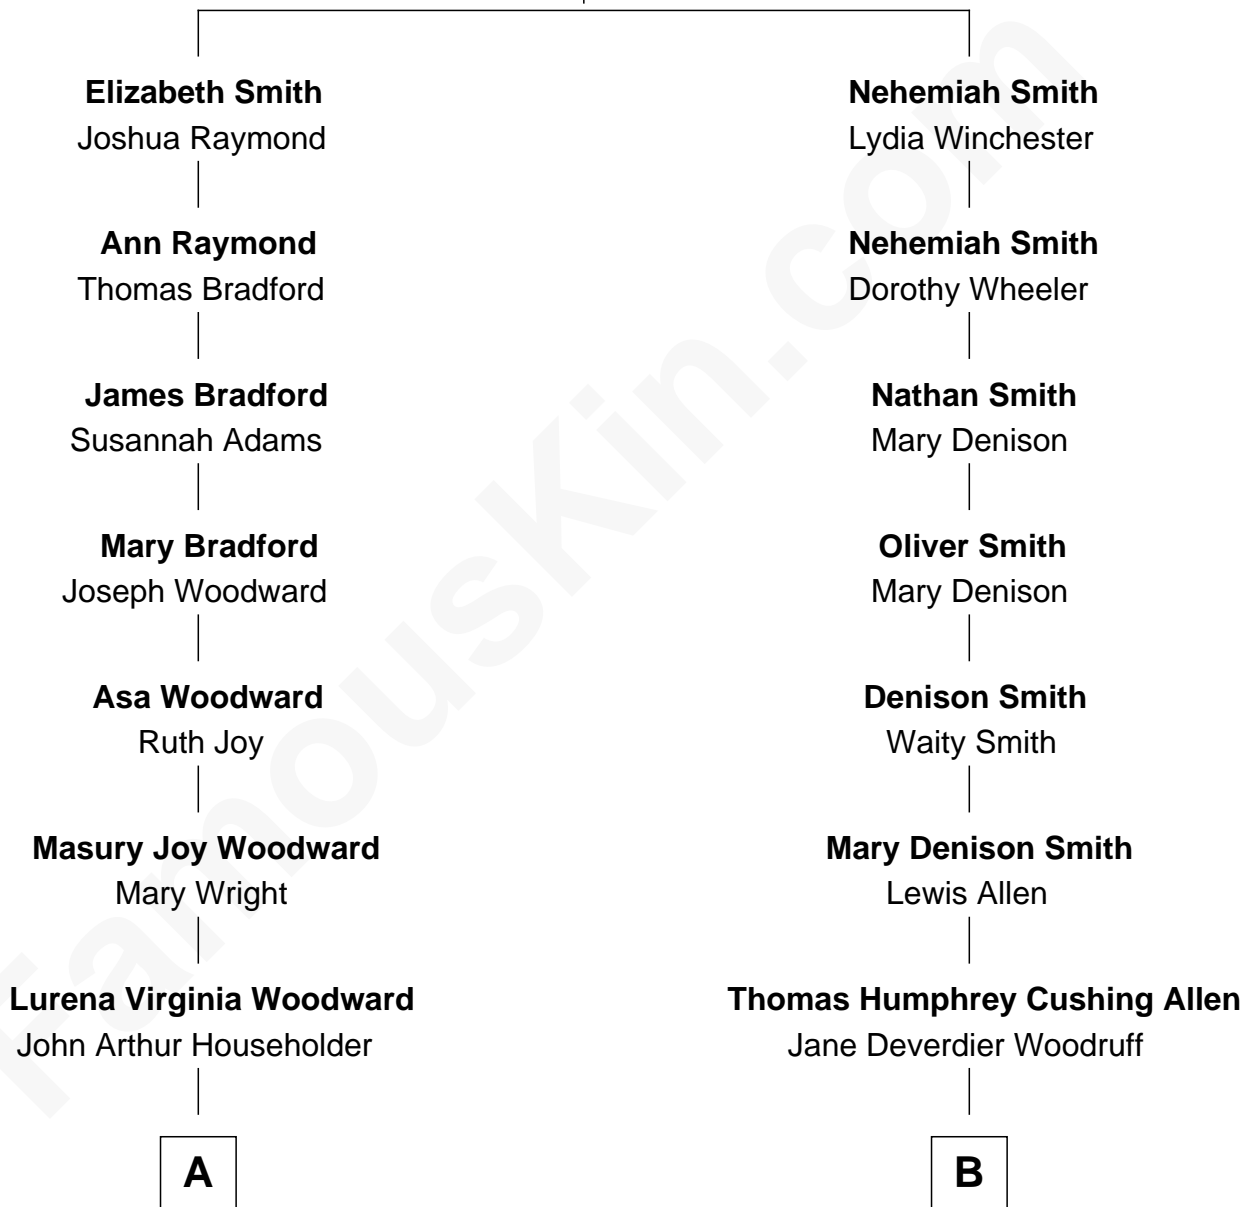 Elizabeth Smith
Joshua Raymond
Ann Raymond
Thomas Bradford
James Bradford
Susannah Adams
Mary Bradford
Joseph Woodward
Asa Woodward
Ruth Joy
Masury Joy Woodward
Mary Wright
Lurena Virginia Woodward
John Arthur Householder
A
Nehemiah Smith
Lydia Winchester
Nehemiah Smith
Dorothy Wheeler
Nathan Smith
Mary Denison
Oliver Smith
Mary Denison
Denison Smith
Waity Smith
Mary Denison Smith
Lewis Allen
Thomas Humphrey Cushing Allen
Jane Deverdier Woodruff
B
FamousKin.com